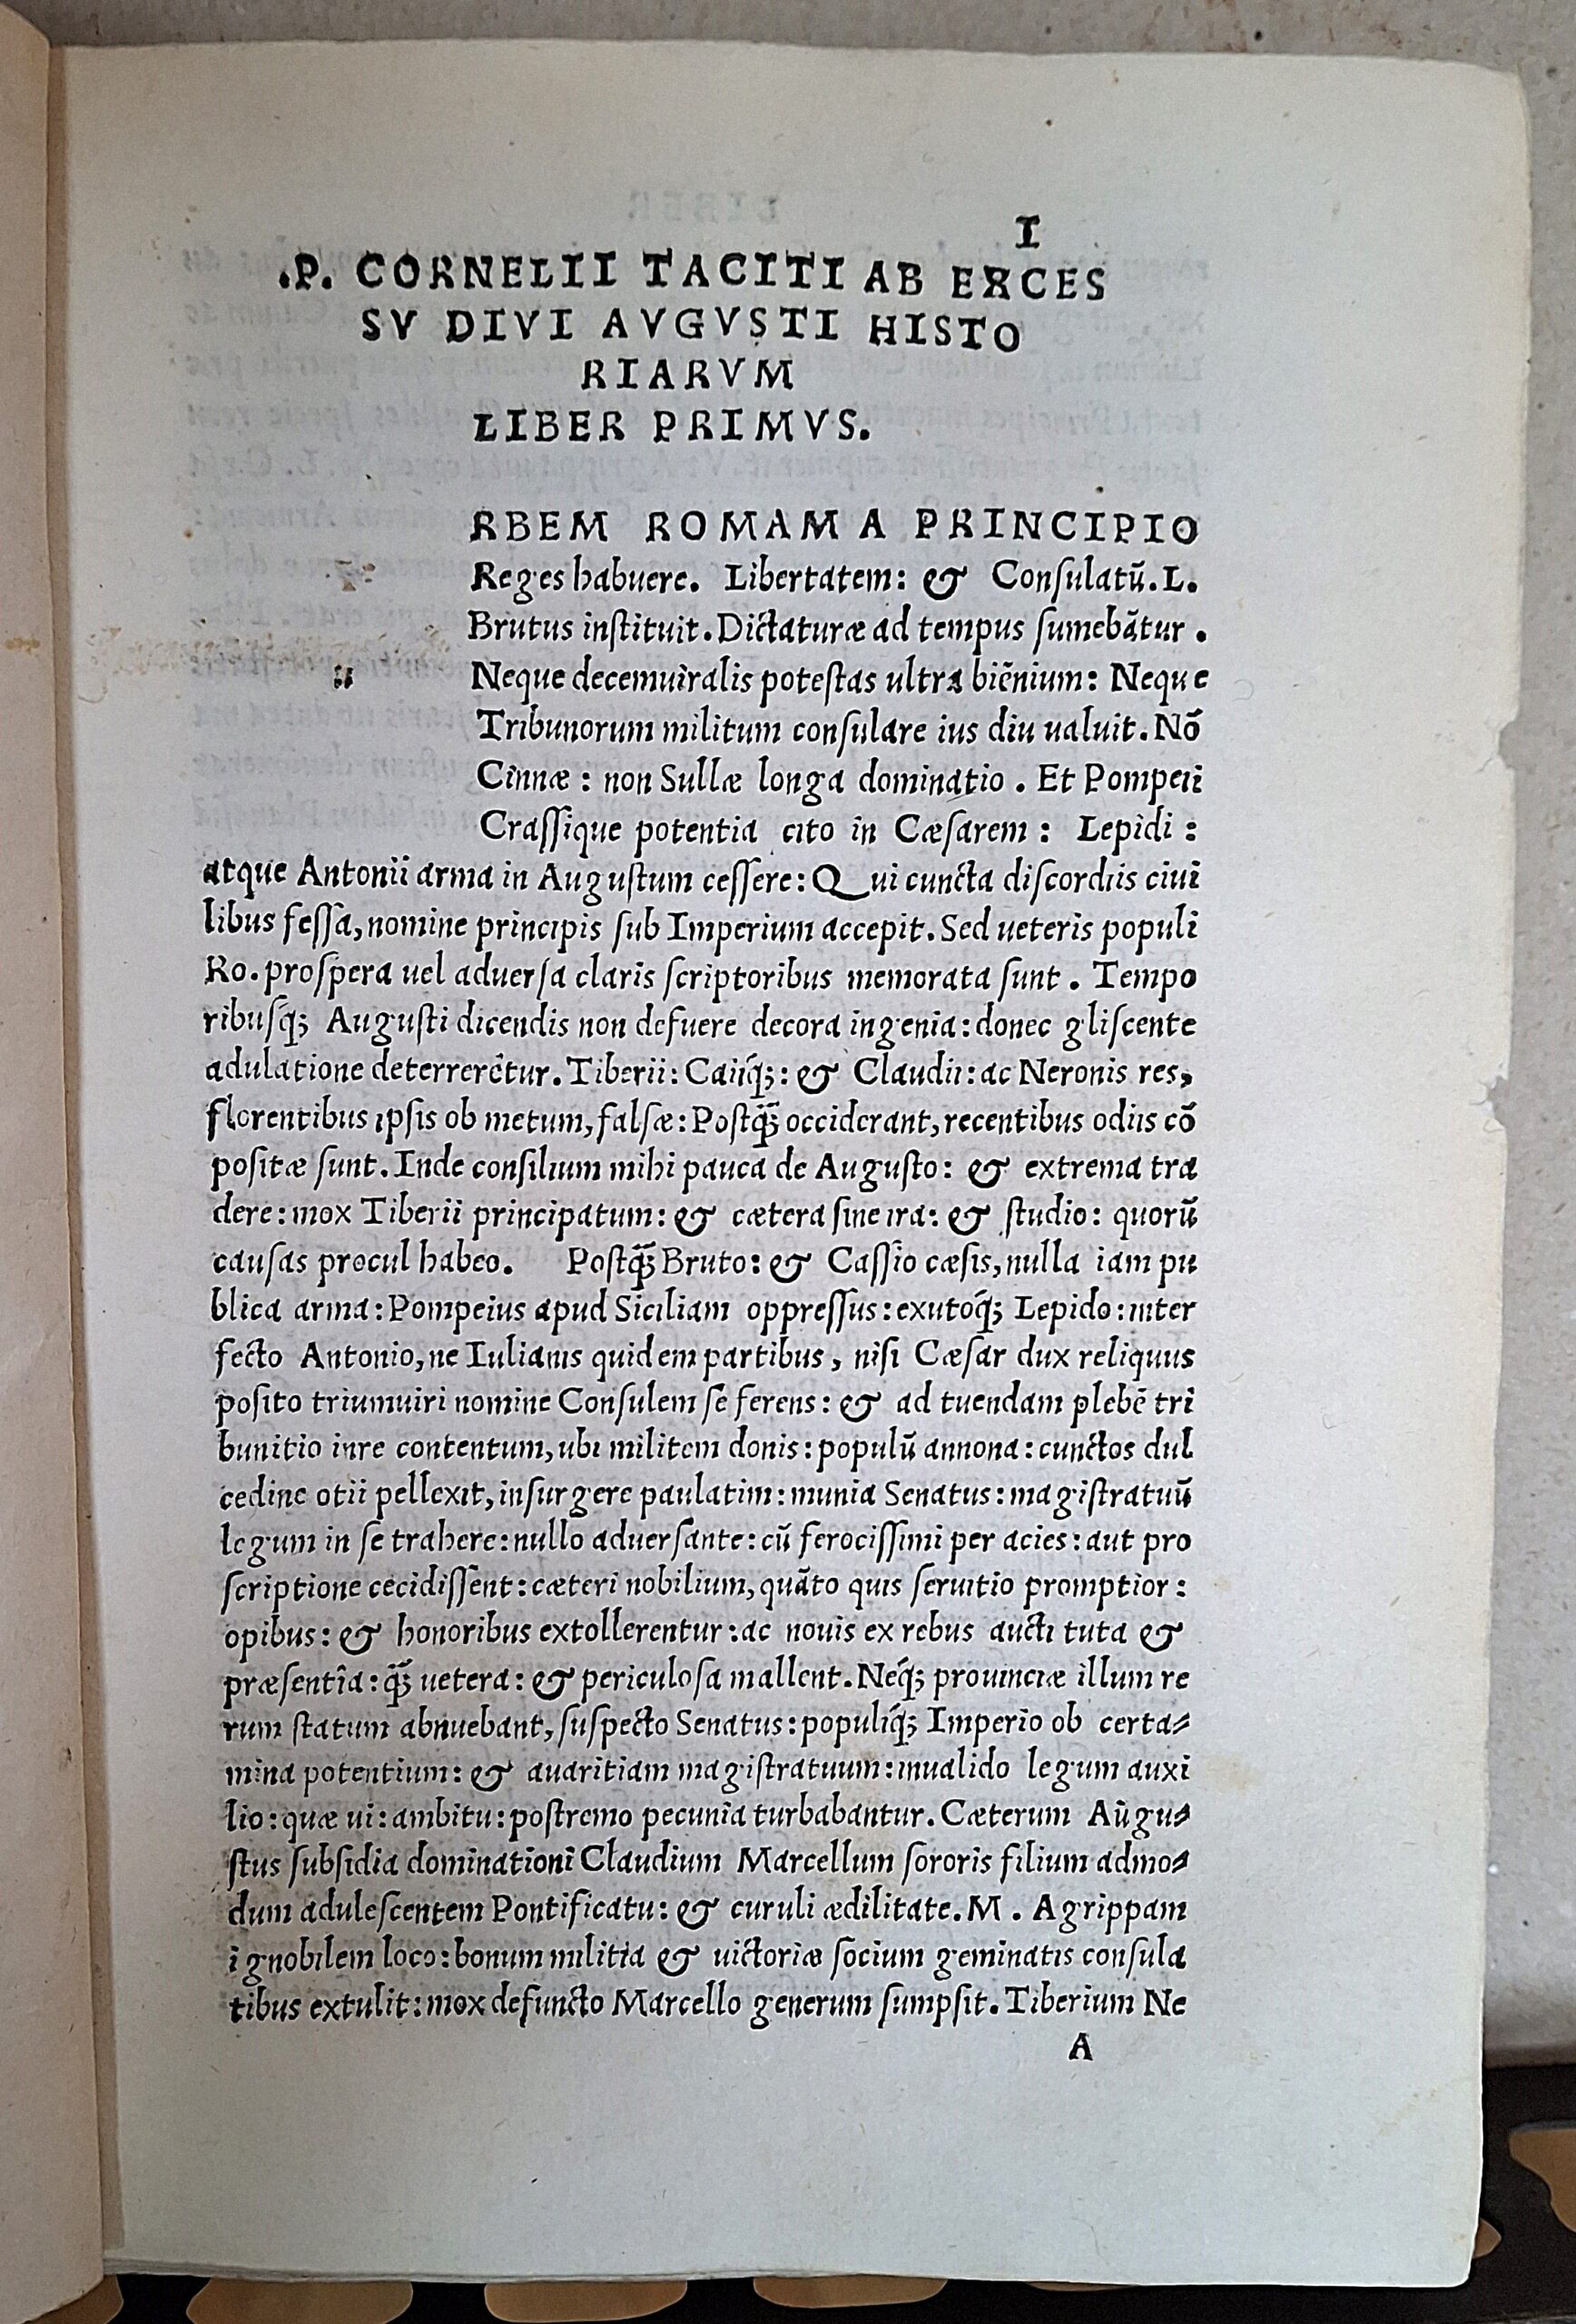 I
.P. CORNELII TACITI AB EXCES
SV DIVI AVGVSTI HISTO
RIARVM
LIBER PRIMVS.
u
RBEM ROMAM A PRINCIPIO
Reges habuere. Libertatem: & Consulatū. L.
Brutus instituit. Dictaturæ ad tempus sumebātur .
Neque decemuiralis potestas ultra biēnium: Neque
Tribunorum militum consulare ius diu ualuit. Nō
Cinnæ : non Sullæ longa dominatio . Et Pompeii
Crassique potentia cito in Cæsarem : Lepidi :
atque Antonii arma in Augustum cessere: Qui cuncta discordiis ciui
libus fessa, nomine principis sub Imperium accepit. Sed ueteris populi
Ro. prospera uel aduersa claris scriptoribus memorata sunt . Tempo
ribusq; Augusti dicendis non defuere decora ingenia: donec gliscente
adulatione deterrerētur. Tiberii: Caiiq́;: & Claudii: ac Neronis res,
florentibus ipsis ob metum, falsæ: Postq̃; occiderant, recentibus odiis cō
positæ sunt. Inde consilium mihi pauca de Augusto: & extrema tra
dere: mox Tiberii principatum: & cætera sine ira: & studio: quorū
causas procul habeo. Postq̃; Bruto: & Cassio cæsis, nulla iam pu
blica arma: Pompeius apud Siciliam oppressus: exutoq́; Lepido: inter
fecto Antonio, ne Iulianis quidem partibus , nisi Cæsar dux reliquus
posito triumuiri nomine Consulem se ferens: & ad tuendam plebē tri
bunitio iure contentum, ubi militem donis: populū annona: cunctos dul
cedine otii pellexit, insurgere paulatim: munia Senatus: magistratuū
legum in se trahere: nullo aduersante: cū ferocissimi per acies: aut pro
scriptione cecidissent: cæteri nobilium, quāto quis seruitio promptior:
opibus: & honoribus extollerentur: ac nouis ex rebus aucti tuta &
præsentia: q̃; uetera: & periculosa mallent. Neq́; prouinciæ illum re
rum statum abnuebant, suspecto Senatus: populiq́; Imperio ob certa-
mina potentium: & auaritiam magistratuum: inualido legum auxi
lio: quæ ui: ambitu: postremo pecunia turbabantur. Cæterum Augu-
stus subsidia dominationi Claudium Marcellum sororis filium admo-
dum adulescentem Pontificatu: & curuli ædilitate. M . Agrippam
ignobilem loco: bonum militia & uictoriæ socium geminatis consula
tibus extulit: mox defuncto Marcello generum sumpsit. Tiberium Ne
A